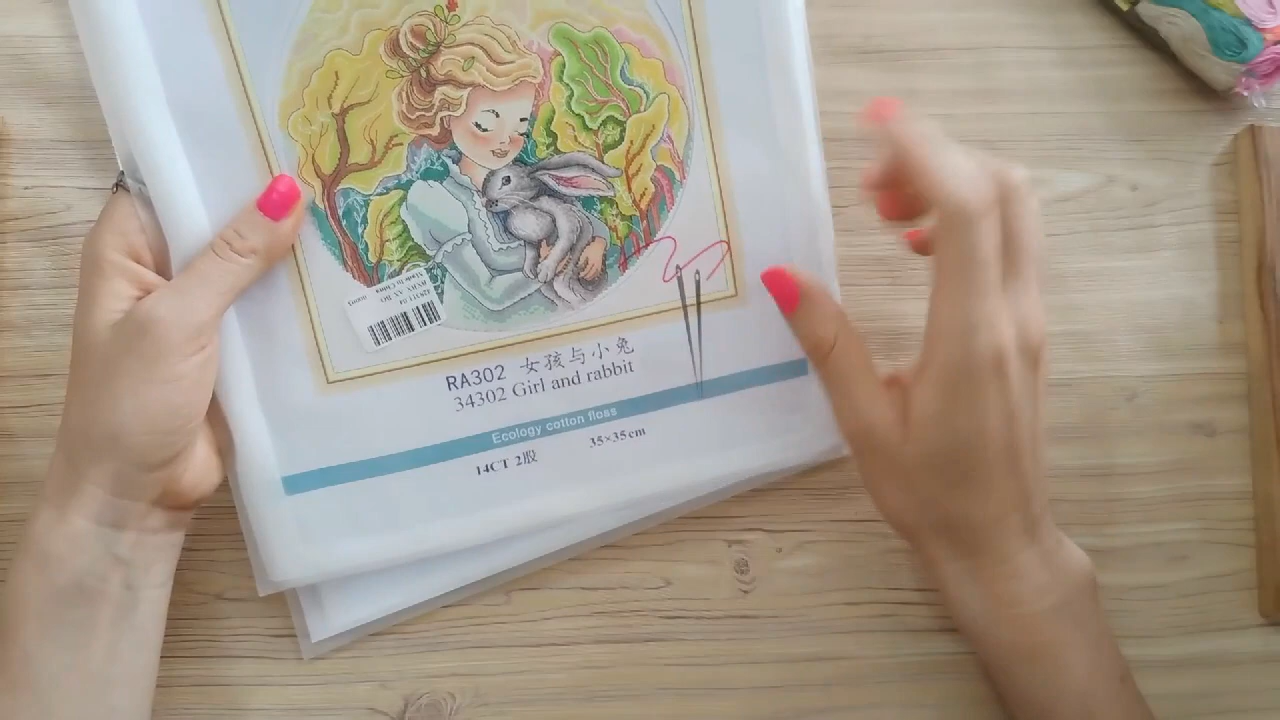 RA302 女孩与小兔
34302 Girl and rabbit
Ecology cotton floss
14CT 2股 35×35cm